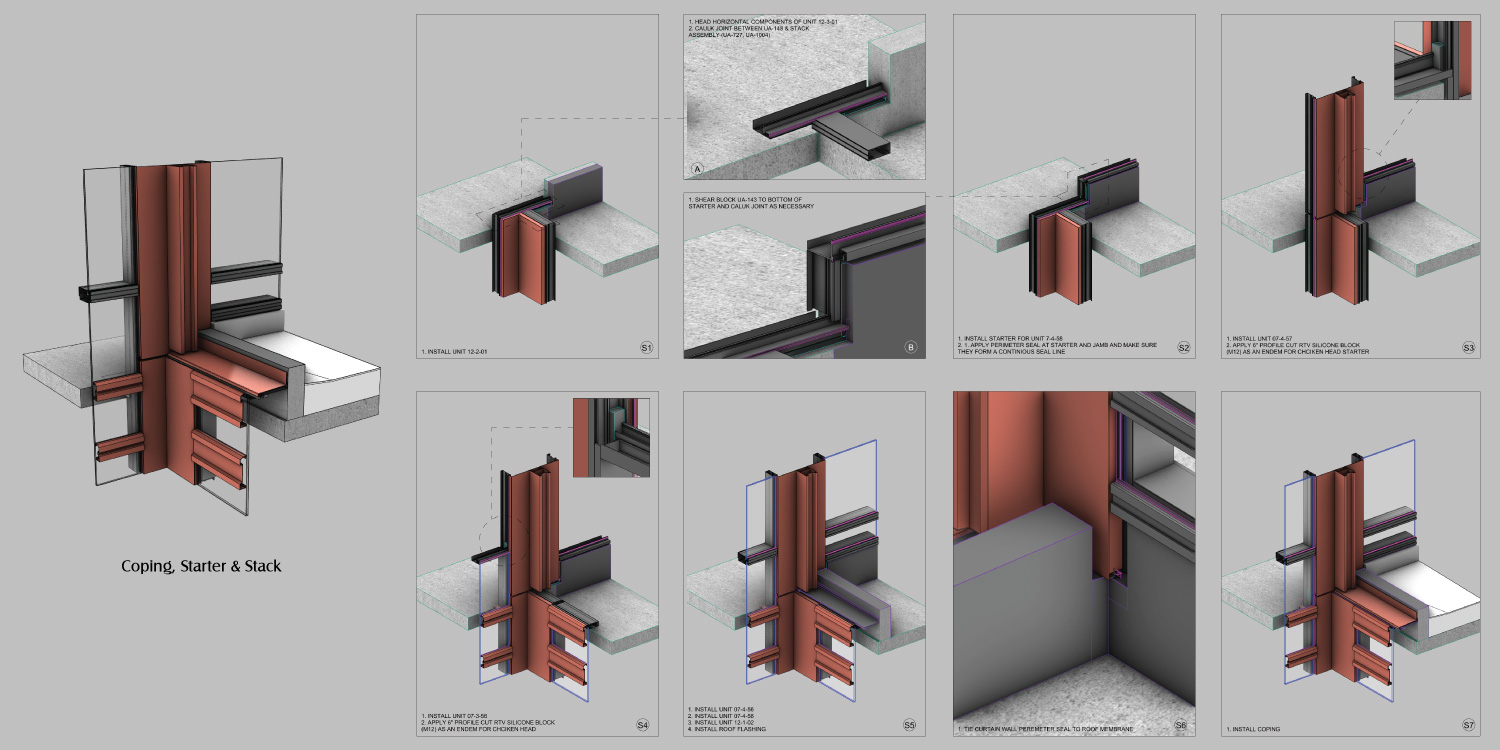 Coping, Starter & Stack
1. INSTALL UNIT 12-2-01
S1
1. HEAD HORIZONTAL COMPONENTS OF UNIT 12-3-01
2. CAULK JOINT BETWEEN UA-148 & STACK
ASSEMBLY (UA-727, UA-1004)
A
1. SHEAR BLOCK UA-143 TO BOTTOM OF
STARTER AND CALUK JOINT AS NECESSARY
B
1. INSTALL STARTER FOR UNIT 7-4-58
2. 1. APPLY PERIMETER SEAL AT STARTER AND JAMB AND MAKE SURE
THEY FORM A CONTINIOUS SEAL LINE
S2
1. INSTALL UNIT 07-4-57
2. APPLY 6" PROFILE CUT RTV SILICONE BLOCK
(M12) AS AN ENDEM FOR CHCIKEN HEAD STARTER
S3
1. INSTALL UNIT 07-3-56
2. APPLY 6" PROFILE CUT RTV SILICONE BLOCK
(M12) AS AN ENDEM FOR CHCIKEN HEAD
S4
1. INSTALL UNIT 07-4-56
2. INSTALL UNIT 07-4-58
3. INSTALL UNIT 12-1-02
4. INSTALL ROOF FLASHING
S5
1. TIE CURTAIN WALL PEREMETER SEAL TO ROOF MEMBRANE
S6
1. INSTALL COPING
S7